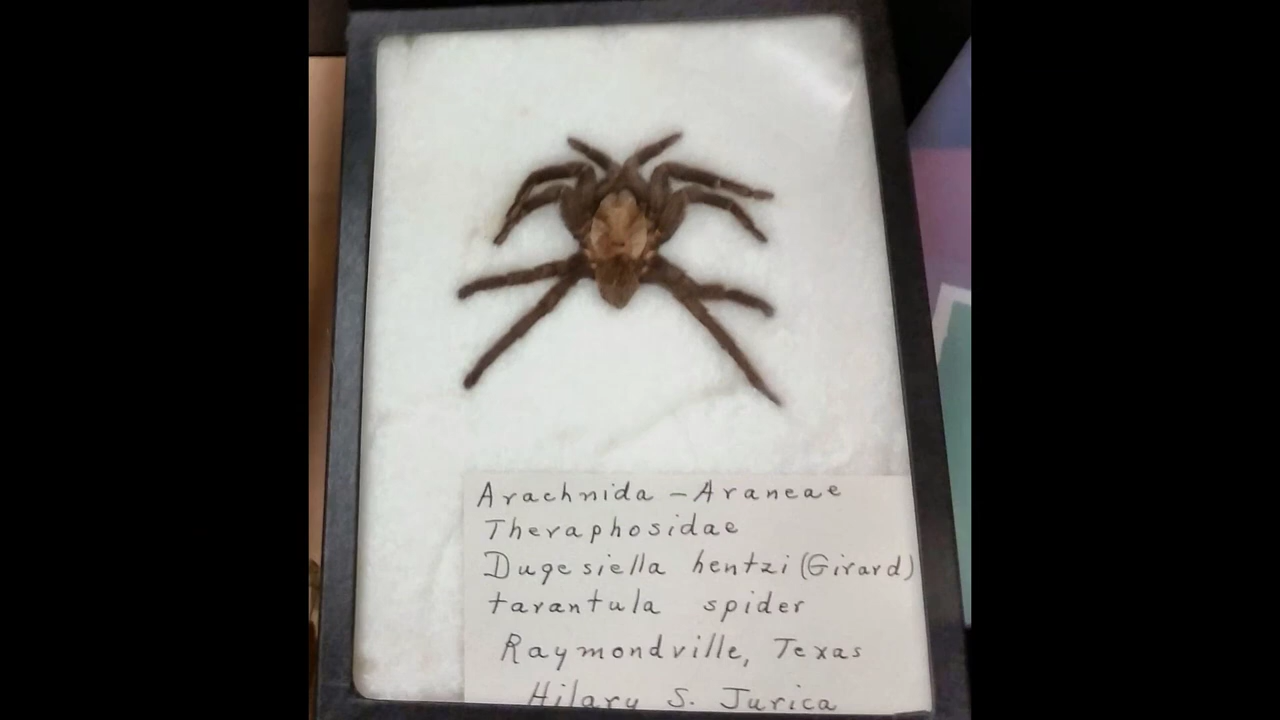 Arachnida - Araneae
Theraphosidae
Dugesiella hentzi (Girard)
tarantula spider
Raymondville, Texas
Hilary S. Jurica